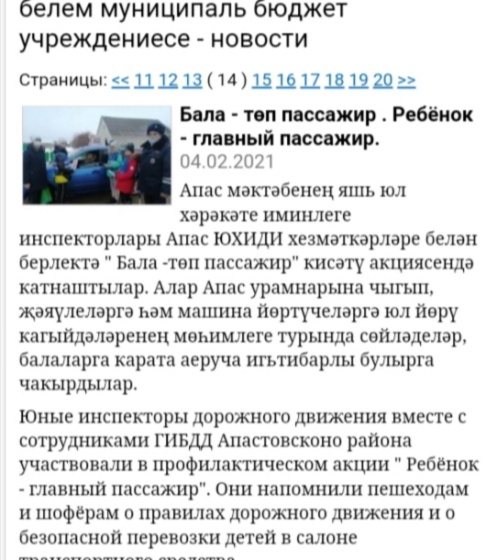 белем муниципаль бюджет
учреждениесе - новости
Страницы: << 11 12 13 ( 14 ) 15 16 17 18 19 20 >>
Бала - төп пассажир . Ребёнок
- главный пассажир.
04.02.2021
Апас мәктәбенең яшь юл
хәрәкәте иминлеге
инспекторлары Апас ЮХИДИ хезмәткәрләре белән
берлектә " Бала -төп пассажир" кисәтү акциясендә
катнаштылар. Алар Апас урамнарына чыгып,
җәяүлеләргә һәм машина йөртүчеләргә юл йөрү
кагыйдәләренең мөһимлеге турында сөйләделәр,
балаларга карата аеруча игътибарлы булырга
чакырдылар.
Юные инспекторы дорожного движения вместе с
сотрудниками ГИБДД Апастовсконо района
участвовали в профилактическом акции " Ребёнок
- главный пассажир". Они напомнили пешеходам
и шофёрам о правилах дорожного движения и о
безопасной перевозки детей в салоне